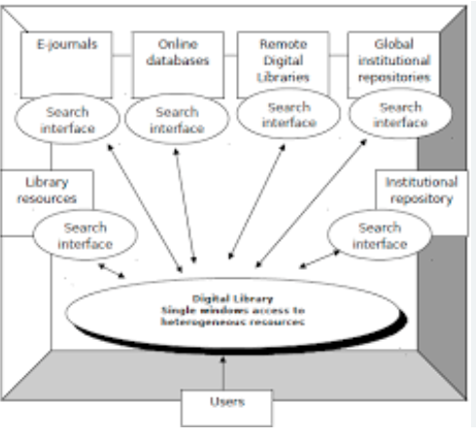 E-journals
Online
databases
Remote
Digital
Libraries
Global
institutional
repositories
Search
interface
Search
interface
Search
interface
Search
interface
Library
resources
Institutional
repository
Search
interface
Search
interface
Digital Library
Single windows access to
heterogeneous resources
Users